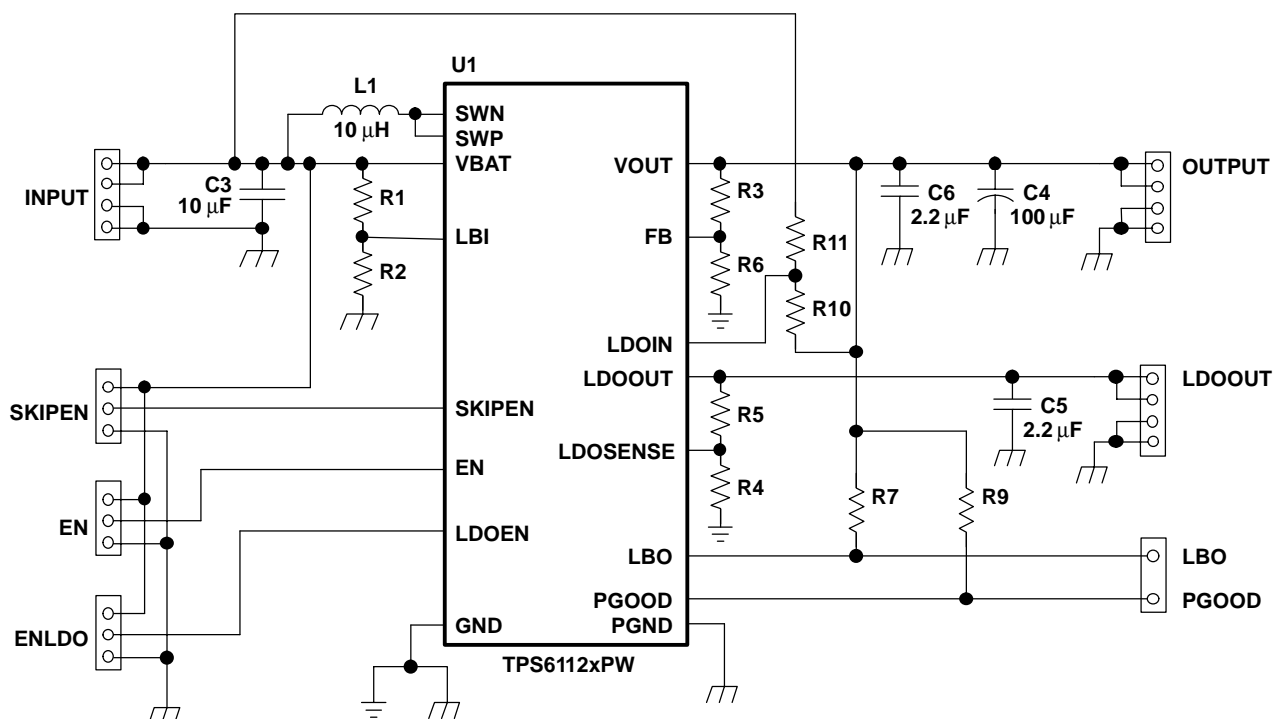 U1
L1
10 μH
SWN
SWP
VBAT
VOUT
OUTPUT
INPUT
C3
10 μF
R1
LBI
R2
R3
FB
R6
R11
R10
C6
2.2 μF
C4
100 μF
LDOIN
LDOOUT
LDOOUT
SKIPEN
SKIPEN
R5
C5
2.2 μF
LDOSENSE
R4
EN
EN
R7
R9
LDOEN
LBO
LBO
PGOOD
PGOOD
ENLDO
GND
PGND
TPS6112xPW